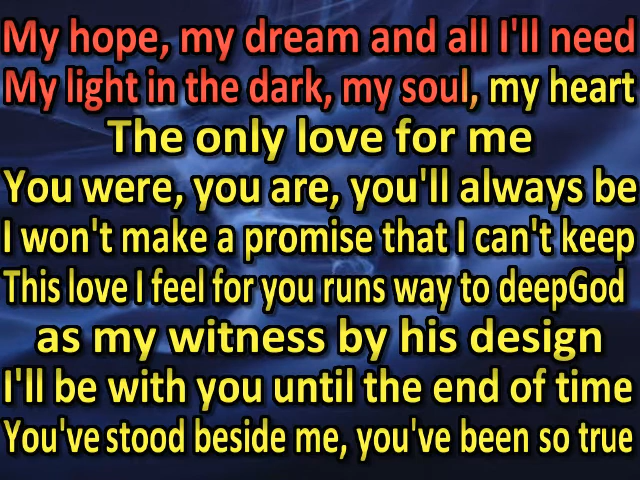 My hope, my dream and all I'll need
My light in the dark, my soul, my heart
The only love for me
You were, you are, you'll always be
I won't make a promise that I can't keep
This love I feel for you runs way to deepGod
as my witness by his design
I'll be with you until the end of time
You've stood beside me, you've been so true